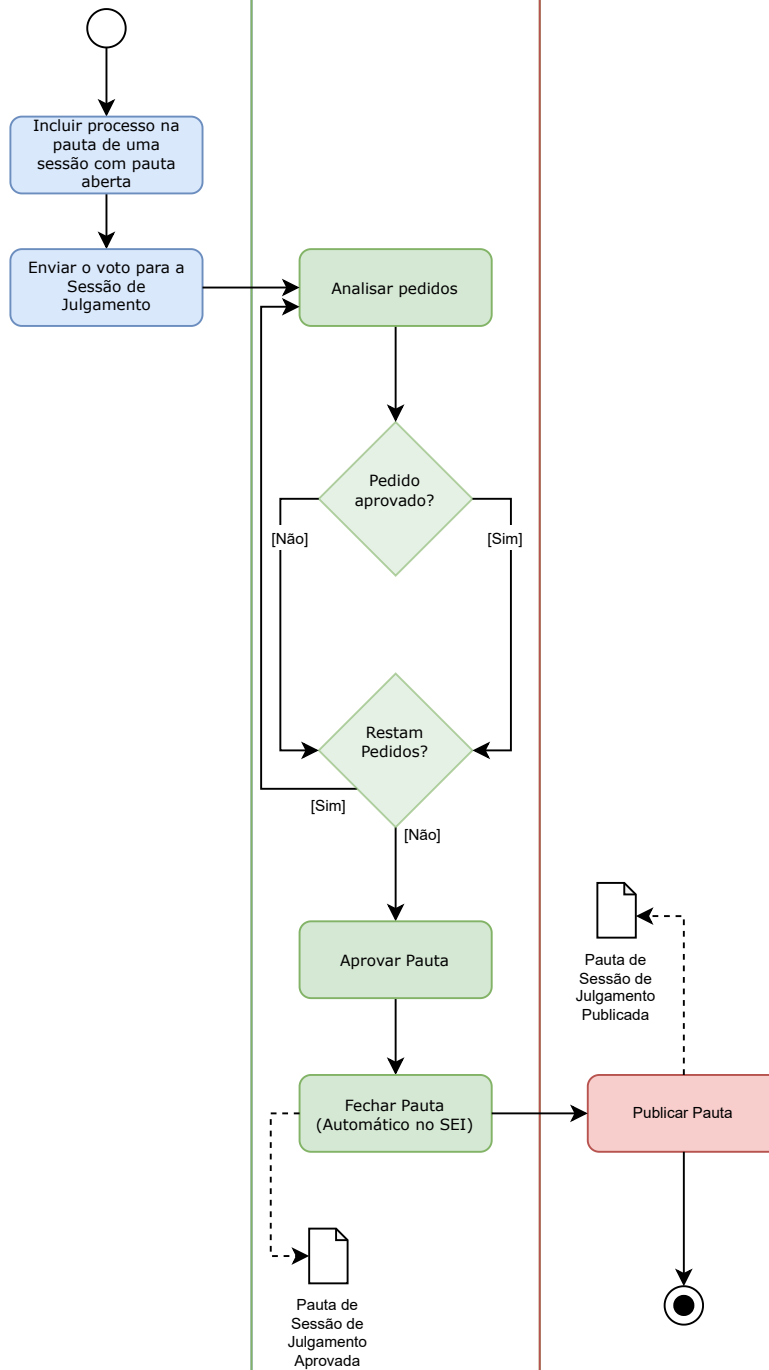 Incluir processo na
pauta de uma
sessão com pauta
aberta
Enviar o voto para a
Sessão de
Julgamento
Analisar pedidos
Pedido
aprovado?
[Não]
[Sim]
Restam
Pedidos?
[Sim]
[Não]
Aprovar Pauta
Pauta de
Sessão de
Julgamento
Publicada
Fechar Pauta
(Automático no SEI)
Publicar Pauta
Pauta de
Sessão de
Julgamento
Aprovada